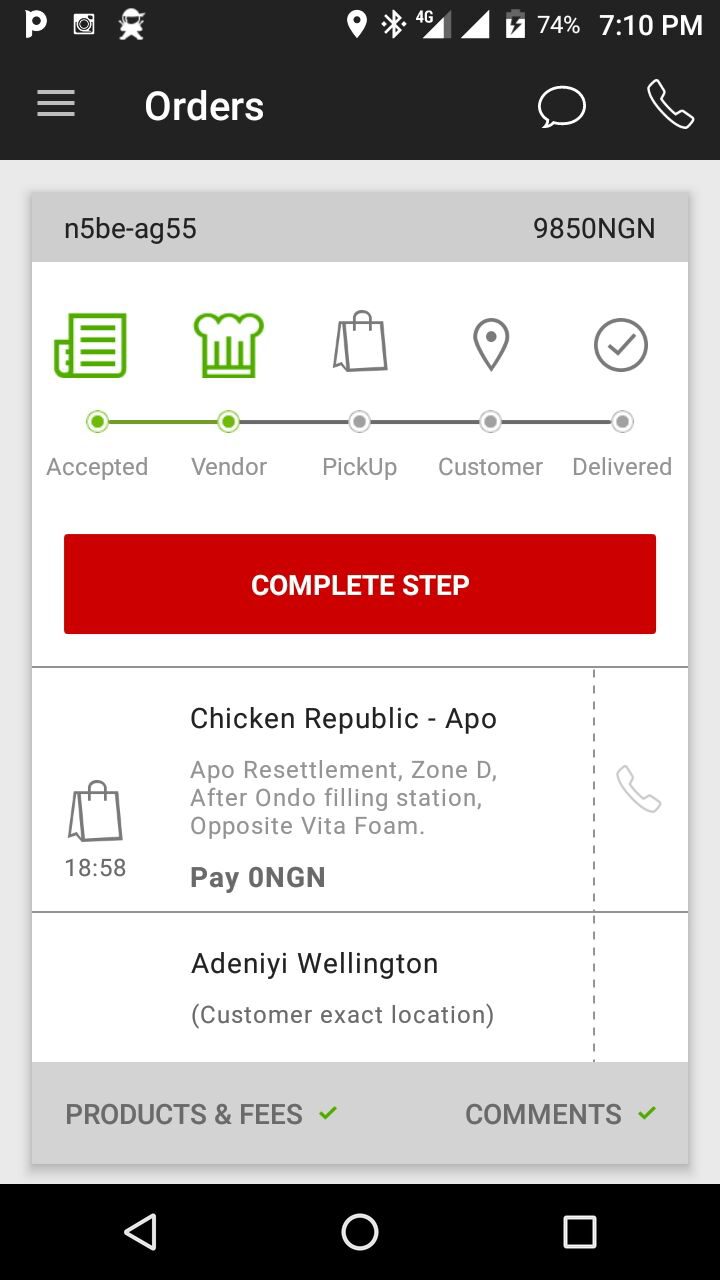 4G 74% 7:10 PM
Orders
n5be-ag55 9850NGN
Accepted Vendor PickUp Customer Delivered
COMPLETE STEP
Chicken Republic - Apo
Apo Resettlement, Zone D,
After Ondo filling station,
Opposite Vita Foam.
18:58
Pay 0NGN
Adeniyi Wellington
(Customer exact location)
PRODUCTS & FEES COMMENTS